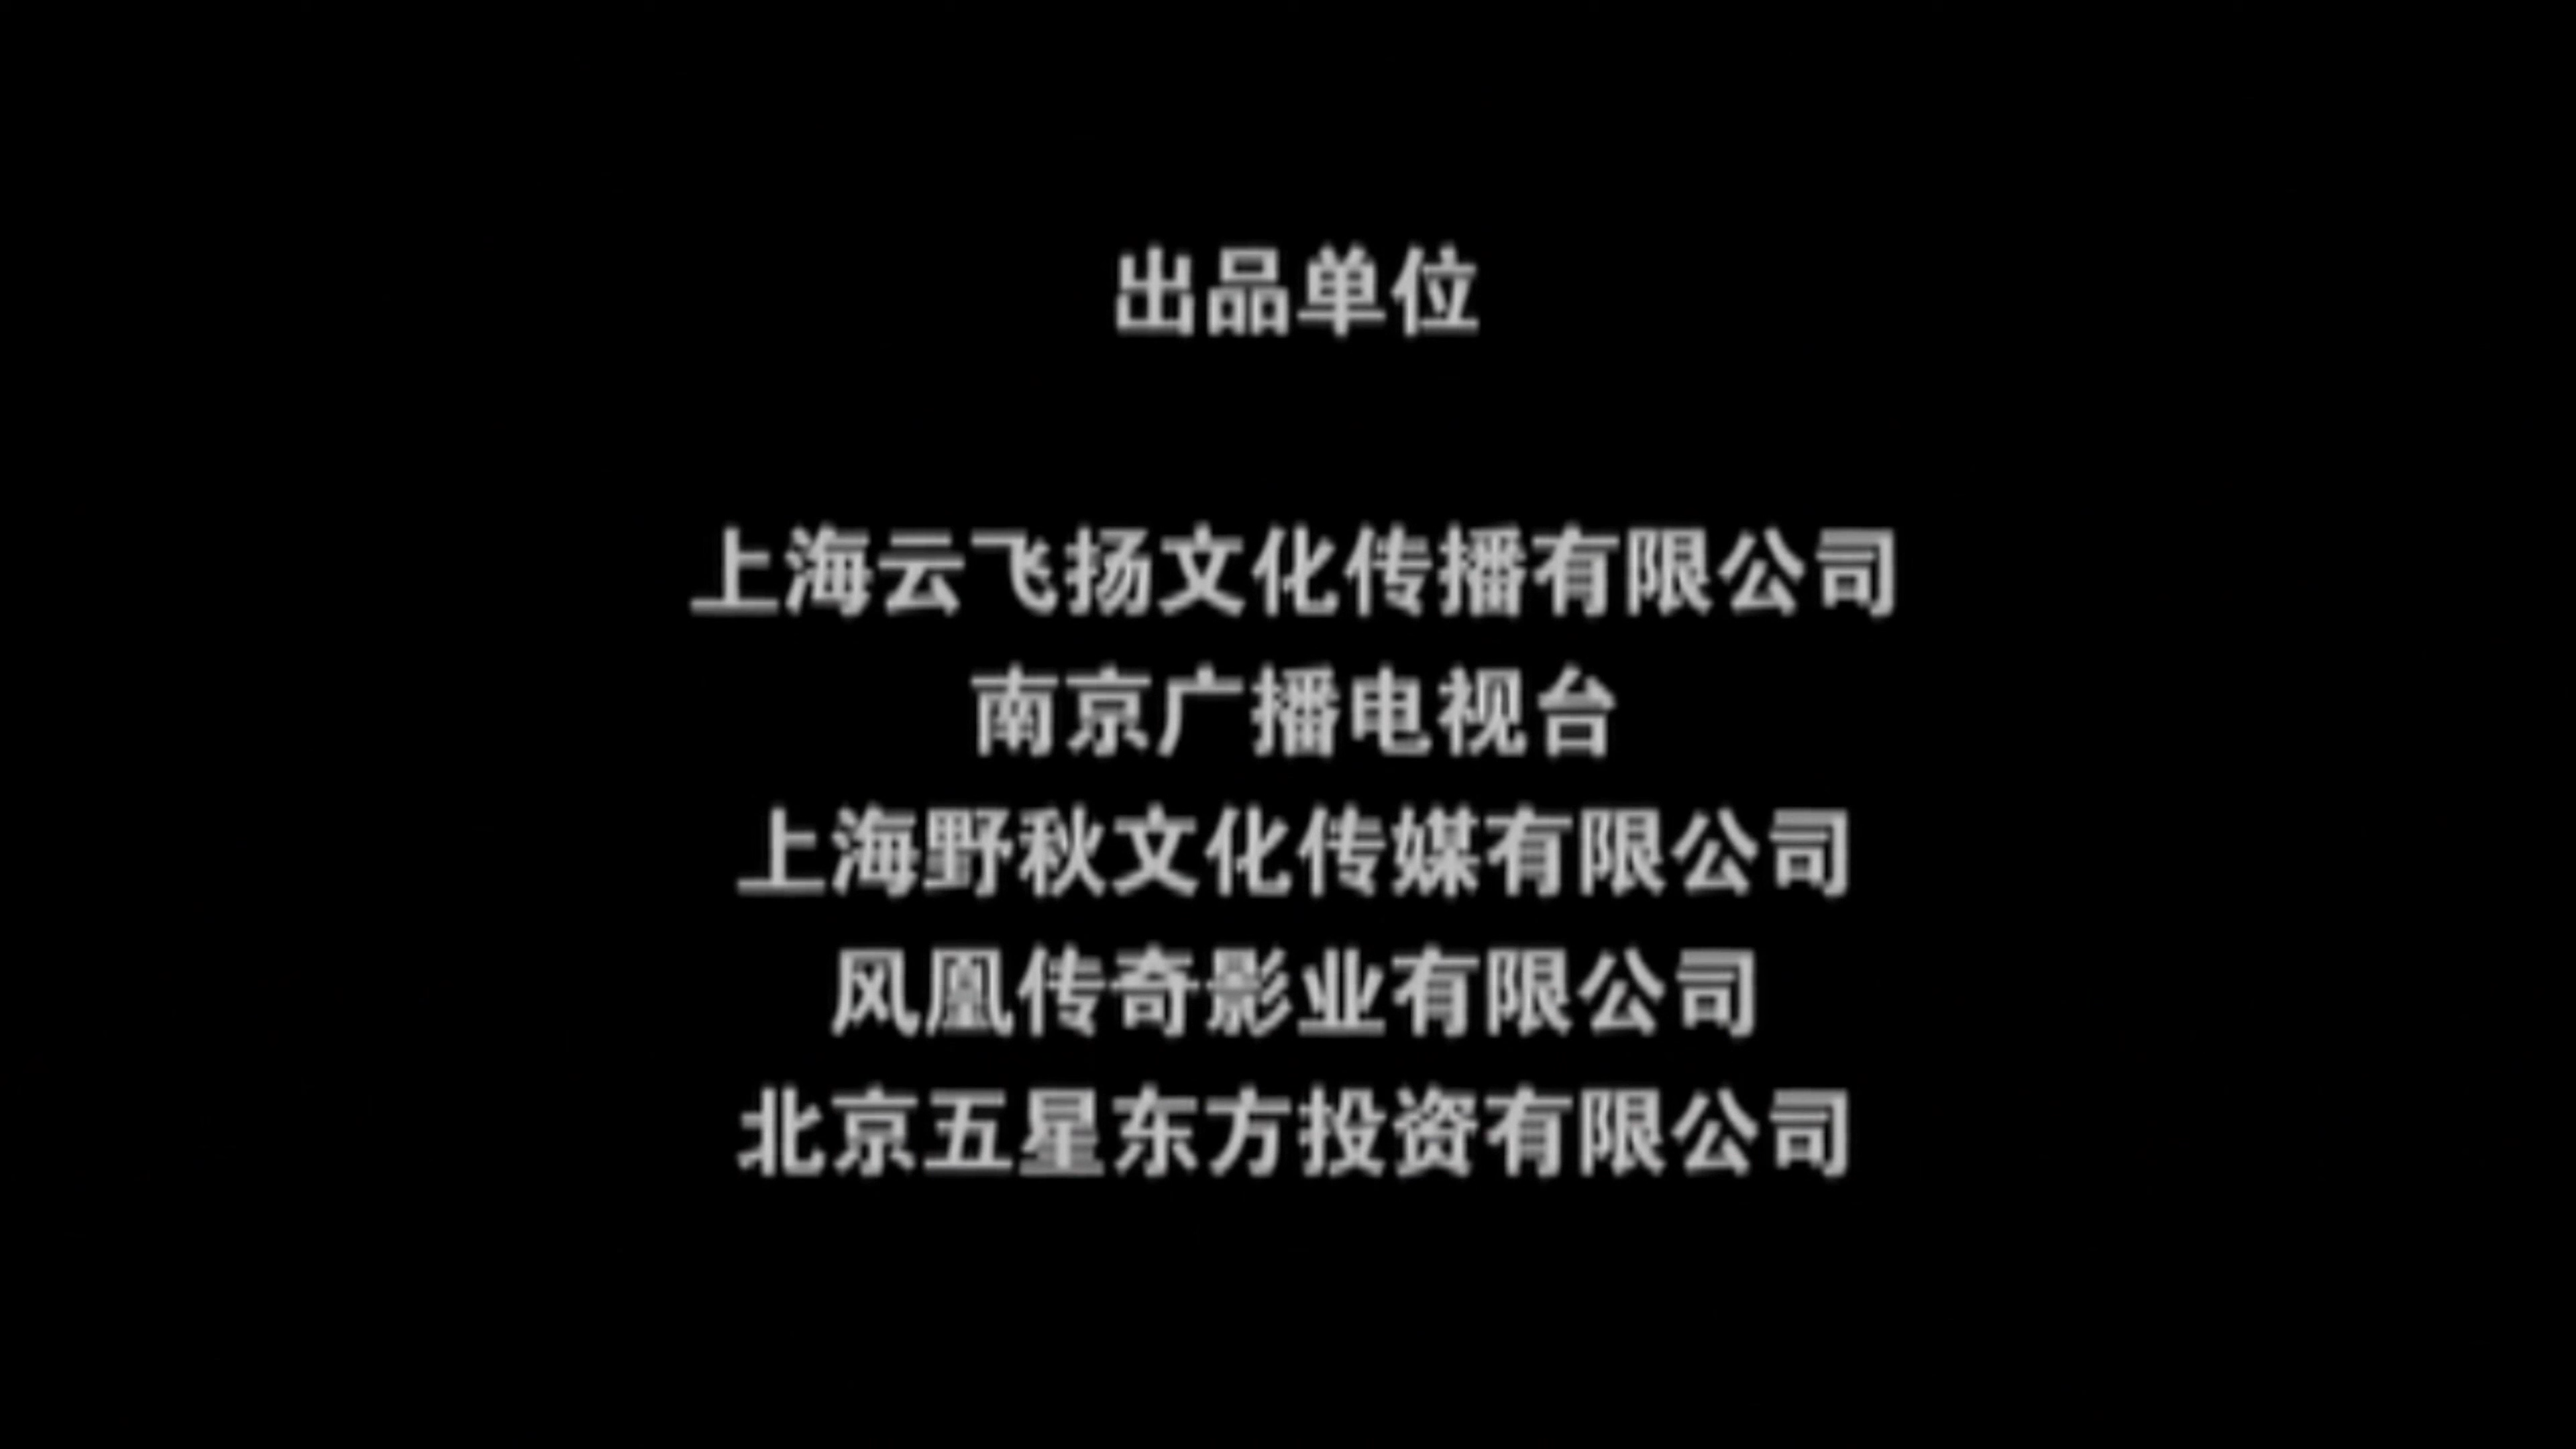 出品单位
上海云飞扬文化传播有限公司
南京广播电视台
上海野秋文化传媒有限公司
风凰传奇影业有限公司
北京五星东方投资有限公司